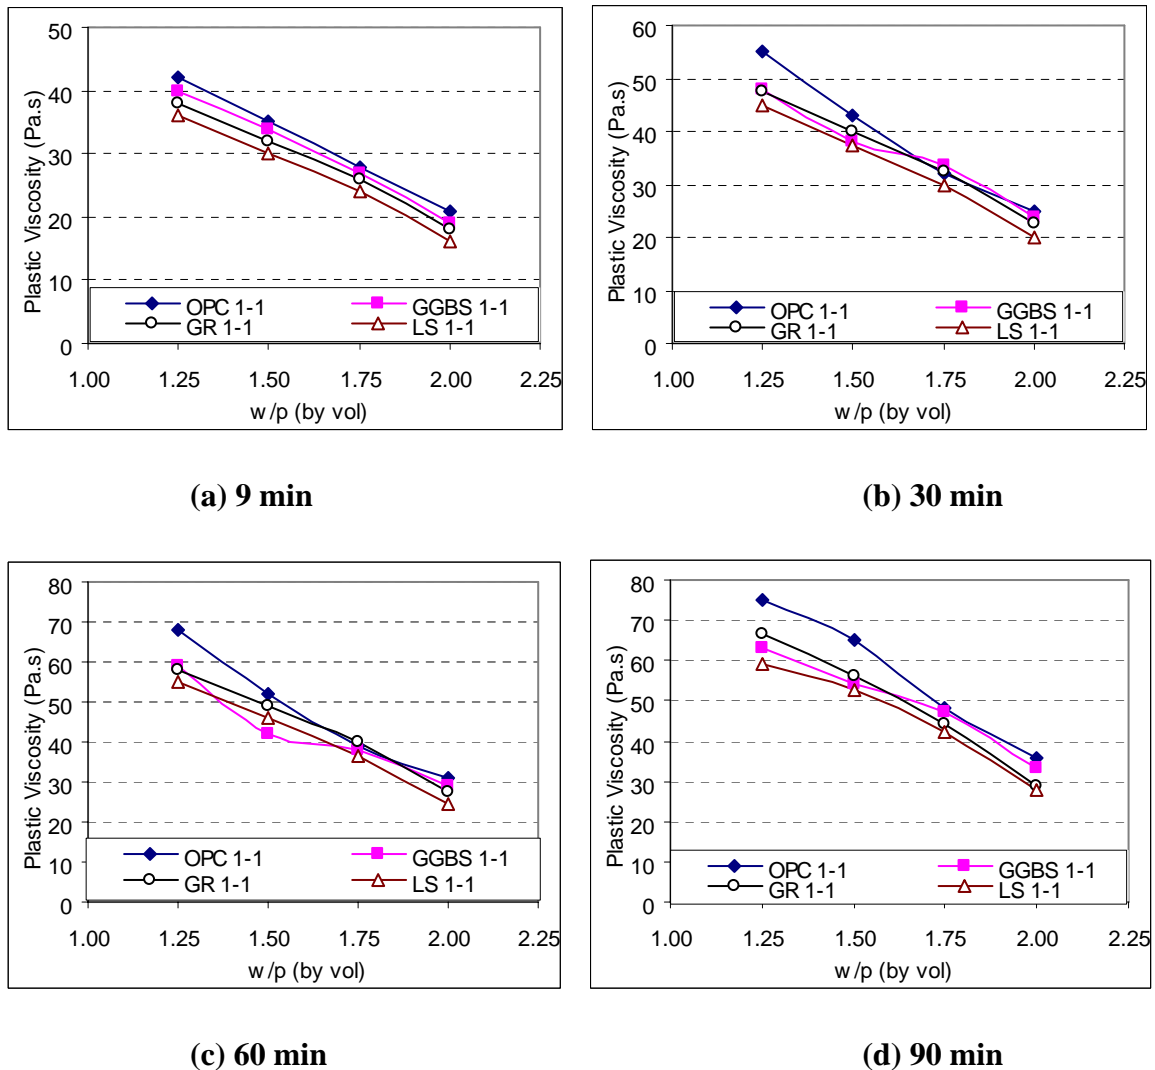 50
40
30
20
10
0
Plastic Viscosity (Pa.s)
OPC 1-1
GGBS 1-1
GR 1-1
LS 1-1
1.00 1.25 1.50 1.75 2.00 2.25
w/p (by vol)
(a) 9 min
60
50
40
30
20
10
0
Plastic Viscosity (Pa.s)
OPC 1-1
GGBS 1-1
GR 1-1
LS 1-1
1.00 1.25 1.50 1.75 2.00 2.25
w/p (by vol)
(b) 30 min
80
70
60
50
40
30
20
10
0
Plastic Viscosity (Pa.s)
OPC 1-1
GGBS 1-1
GR 1-1
LS 1-1
1.00 1.25 1.50 1.75 2.00 2.25
w/p (by vol)
(c) 60 min
80
70
60
50
40
30
20
10
0
Plastic Viscosity (Pa.s)
OPC 1-1
GGBS 1-1
GR 1-1
LS 1-1
1.00 1.25 1.50 1.75 2.00 2.25
w/p (by vol)
(d) 90 min